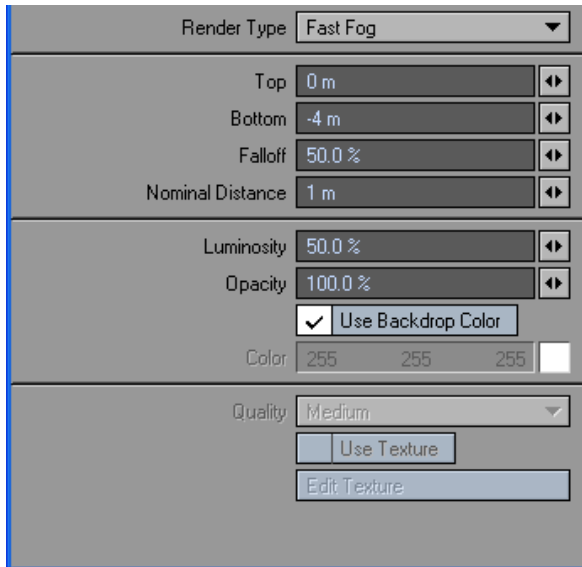 Render Type Fast Fog
Top 0 m
Bottom -4 m
Falloff 50.0 %
Nominal Distance 1 m
Luminosity 50.0 %
Opacity 100.0 %
Use Backdrop Color
Color 255 255 255
Quality Medium
Use Texture
Edit Texture